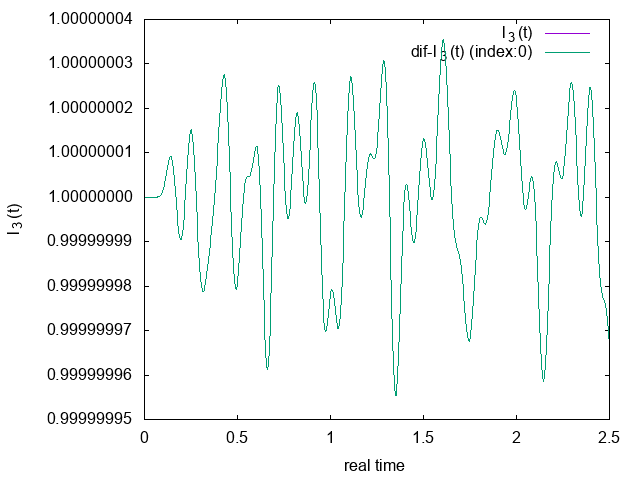 1.00000004
1.00000003
1.00000002
1.00000001
1.00000000
0.99999999
0.99999998
0.99999997
0.99999996
0.99999995
0 0.5 1 1.5 2 2.5
I3(t)
real time
I3(t)
dif-I3(t) (index:0)